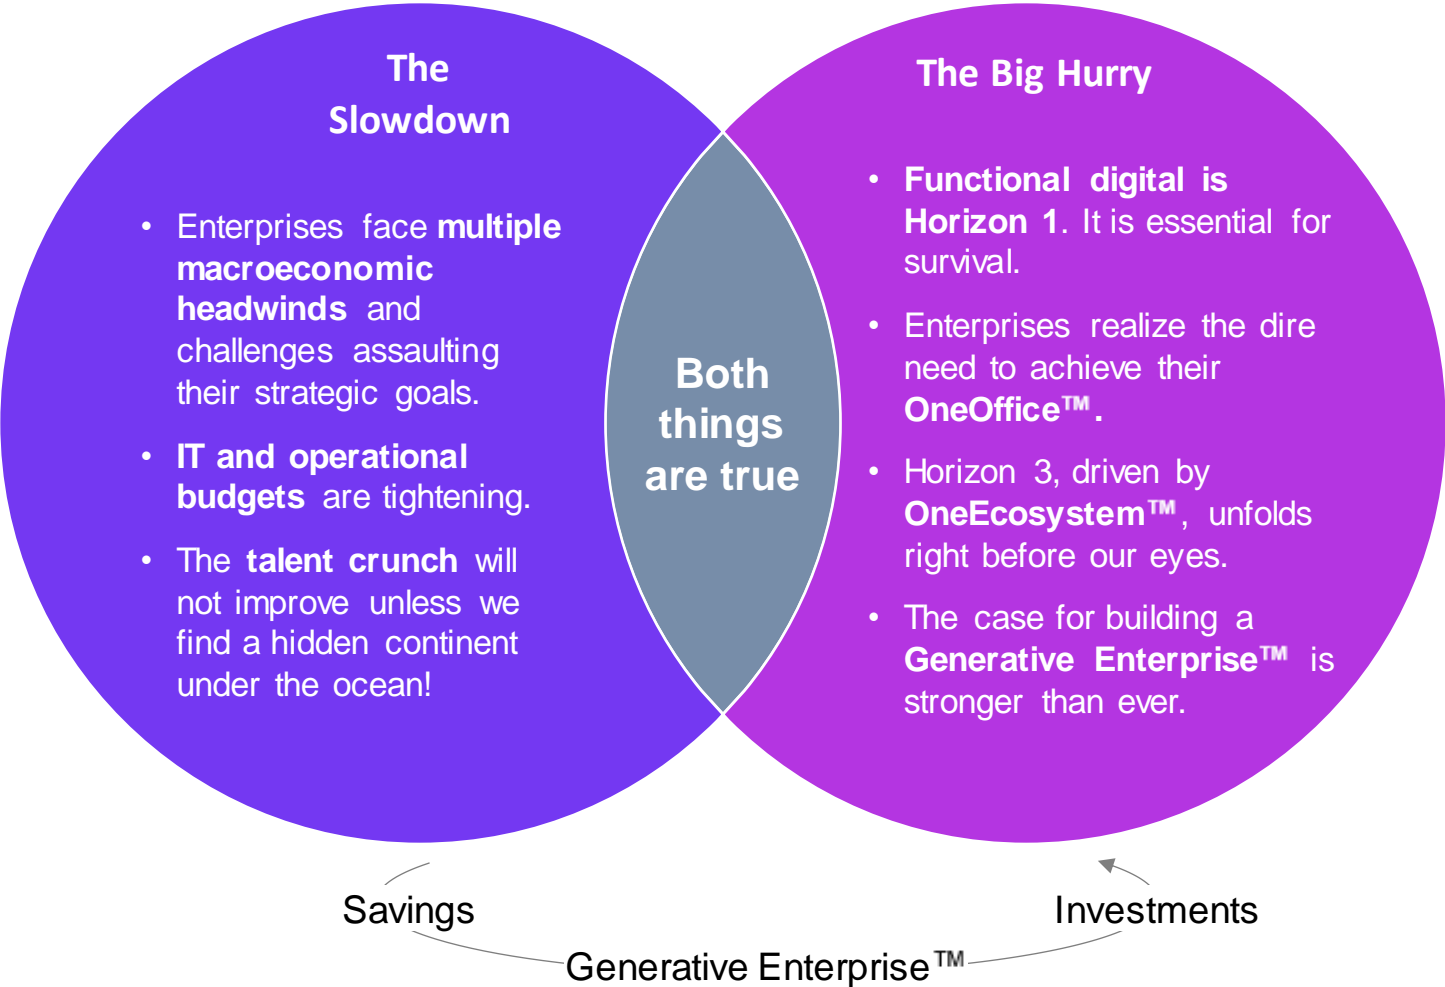 The
Slowdown
• Enterprises face multiple
macroeconomic
headwinds and
challenges assaulting
their strategic goals.
• IT and operational
budgets are tightening.
• The talent crunch will
not improve unless we
find a hidden continent
under the ocean!
Both
things
are true
The Big Hurry
• Functional digital is
Horizon 1. It is essential for
survival.
• Enterprises realize the dire
need to achieve their
OneOffice™.
• Horizon 3, driven by
OneEcosystem™, unfolds
right before our eyes.
• The case for building a
Generative Enterprise™ is
stronger than ever.
Savings
Investments
Generative Enterprise™